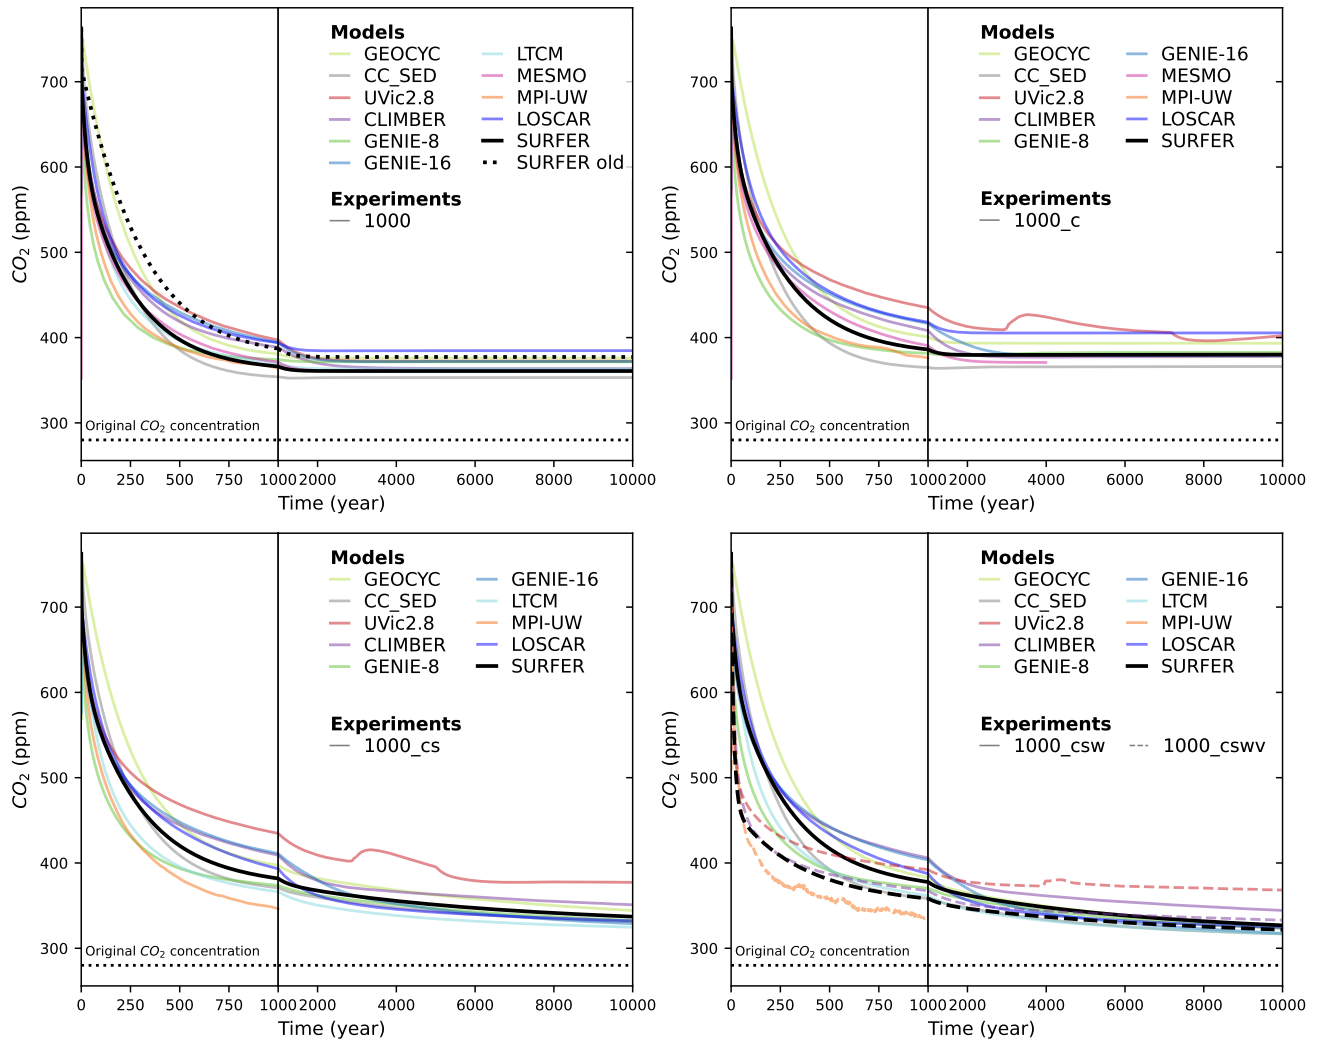 Models
GEOCYC LTCM
CC_SED MESMO
UVic2.8 MPI-UW
CLIMBER LOSCAR
GENIE-8 SURFER
GENIE-16 SURFER old
Experiments
1000
700
600
500
400
300
CO2 (ppm)
Original CO2 concentration
0 250 500 750 1000 2000 4000 6000 8000 10000
Time (year)
Models
GEOCYC GENIE-16
CC_SED MESMO
UVic2.8 MPI-UW
CLIMBER LOSCAR
GENIE-8 SURFER
Experiments
1000_c
700
600
500
400
300
CO2 (ppm)
Original CO2 concentration
0 250 500 750 1000 2000 4000 6000 8000 10000
Time (year)
Models
GEOCYC GENIE-16
CC_SED LTCM
UVic2.8 MPI-UW
CLIMBER LOSCAR
GENIE-8 SURFER
Experiments
1000_cs
700
600
500
400
300
CO2 (ppm)
Original CO2 concentration
0 250 500 750 1000 2000 4000 6000 8000 10000
Time (year)
Models
GEOCYC GENIE-16
CC_SED LTCM
UVic2.8 MPI-UW
CLIMBER LOSCAR
GENIE-8 SURFER
Experiments
1000_csw 1000_cswv
700
600
500
400
300
CO2 (ppm)
Original CO2 concentration
0 250 500 750 1000 2000 4000 6000 8000 10000
Time (year)